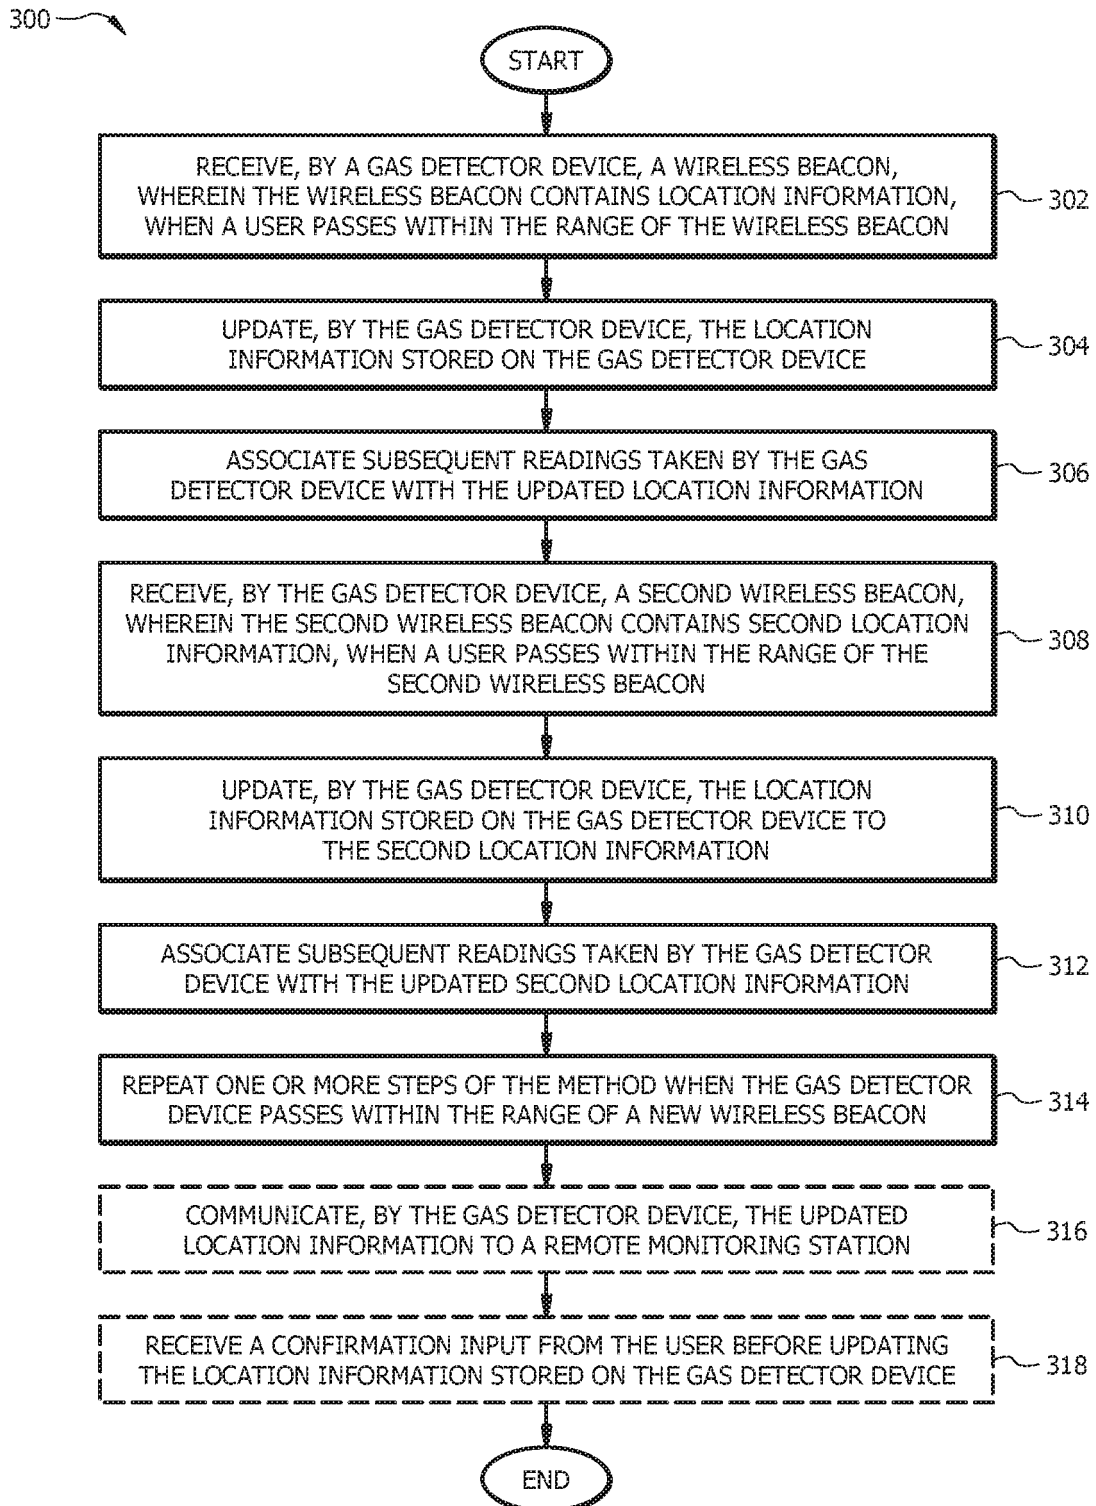 300
START
RECEIVE, BY A GAS DETECTOR DEVICE, A WIRELESS BEACON,
WHEREIN THE WIRELESS BEACON CONTAINS LOCATION INFORMATION,
WHEN A USER PASSES WITHIN THE RANGE OF THE WIRELESS BEACON
302
UPDATE, BY THE GAS DETECTOR DEVICE, THE LOCATION
INFORMATION STORED ON THE GAS DETECTOR DEVICE
304
ASSOCIATE SUBSEQUENT READINGS TAKEN BY THE GAS
DETECTOR DEVICE WITH THE UPDATED LOCATION INFORMATION
306
RECEIVE, BY THE GAS DETECTOR DEVICE, A SECOND WIRELESS BEACON,
WHEREIN THE SECOND WIRELESS BEACON CONTAINS SECOND LOCATION
INFORMATION, WHEN A USER PASSES WITHIN THE RANGE OF THE
SECOND WIRELESS BEACON
308
UPDATE, BY THE GAS DETECTOR DEVICE, THE LOCATION
INFORMATION STORED ON THE GAS DETECTOR DEVICE TO
THE SECOND LOCATION INFORMATION
310
ASSOCIATE SUBSEQUENT READINGS TAKEN BY THE GAS DETECTOR
DEVICE WITH THE UPDATED SECOND LOCATION INFORMATION
312
REPEAT ONE OR MORE STEPS OF THE METHOD WHEN THE GAS DETECTOR
DEVICE PASSES WITHIN THE RANGE OF A NEW WIRELESS BEACON
314
COMMUNICATE, BY THE GAS DETECTOR DEVICE, THE UPDATED
LOCATION INFORMATION TO A REMOTE MONITORING STATION
316
RECEIVE A CONFIRMATION INPUT FROM THE USER BEFORE UPDATING
THE LOCATION INFORMATION STORED ON THE GAS DETECTOR DEVICE
318
END